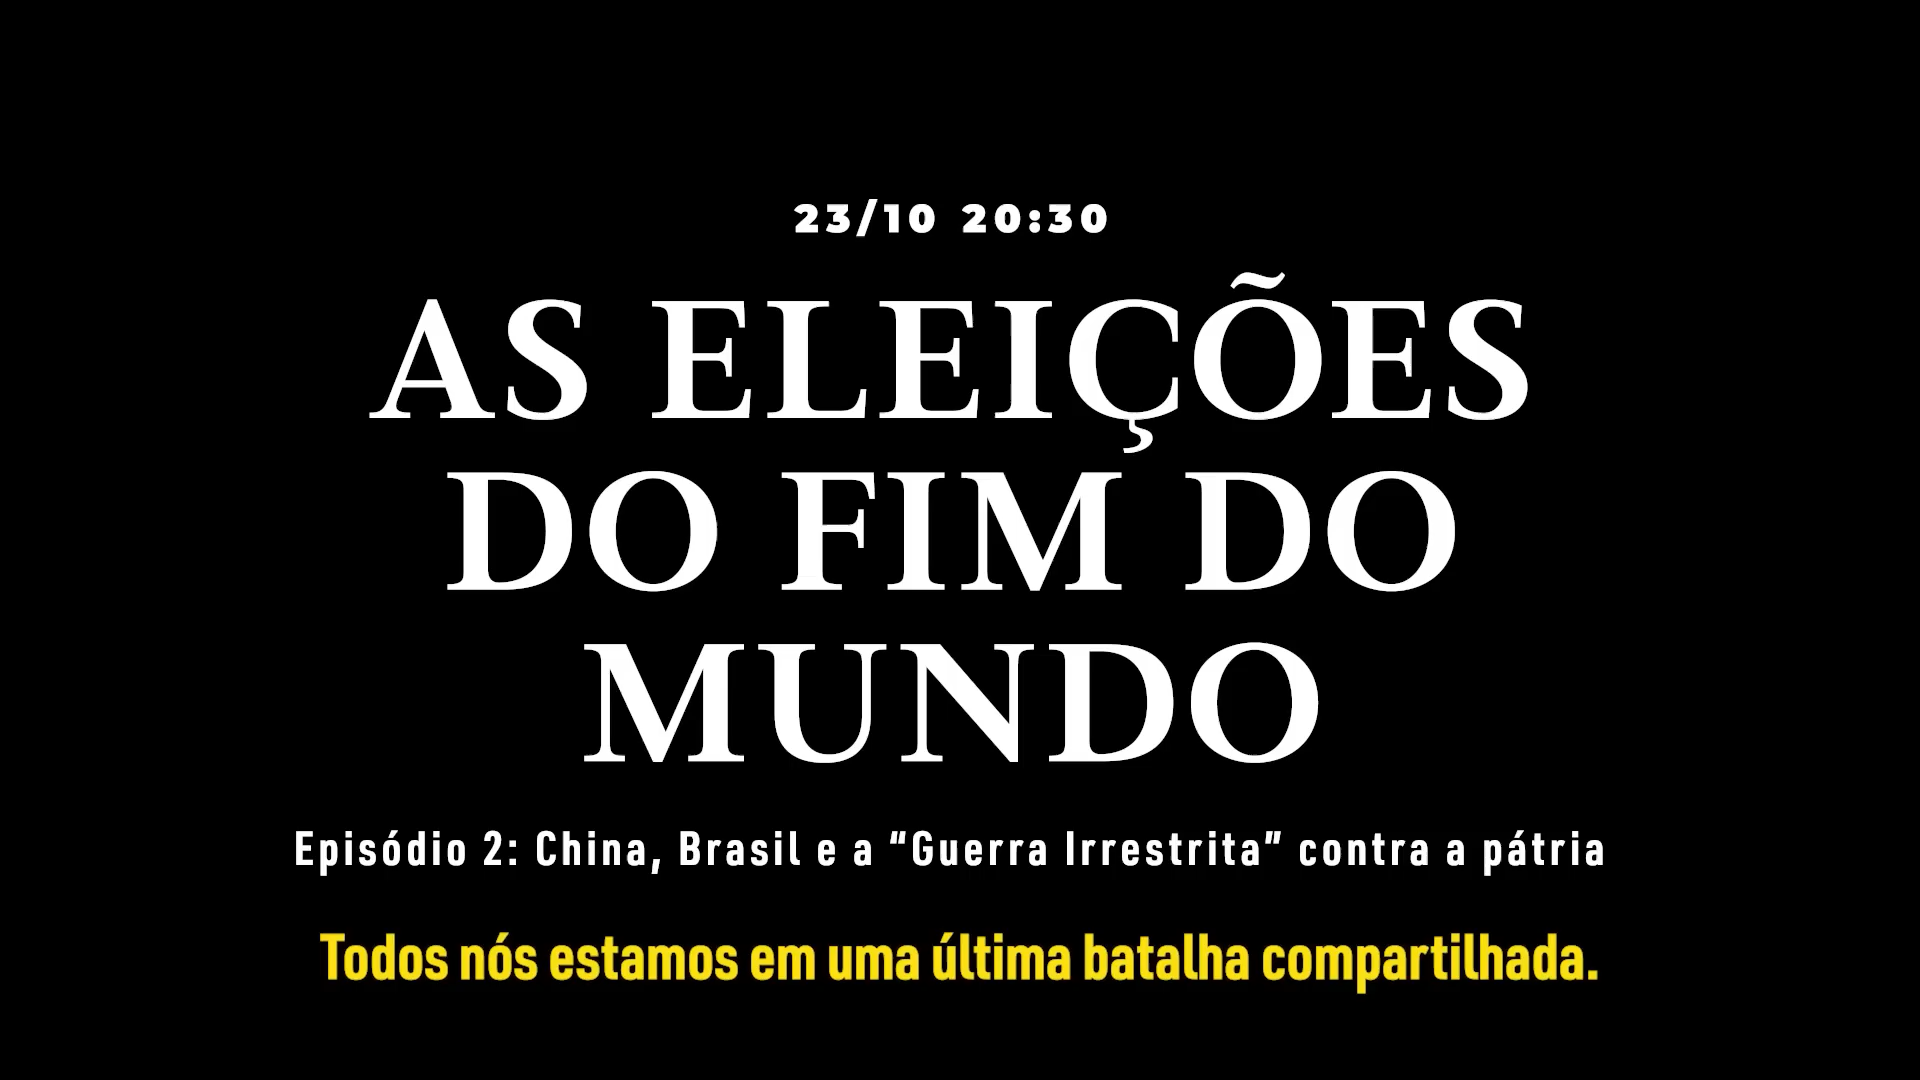 23/10 20:30
AS ELEIÇÕES
DO FIM DO
MUNDO
Episódio 2: China, Brasil e a “Guerra Irrestrita” contra a pátria
Todos nós estamos em uma última batalha compartilhada.